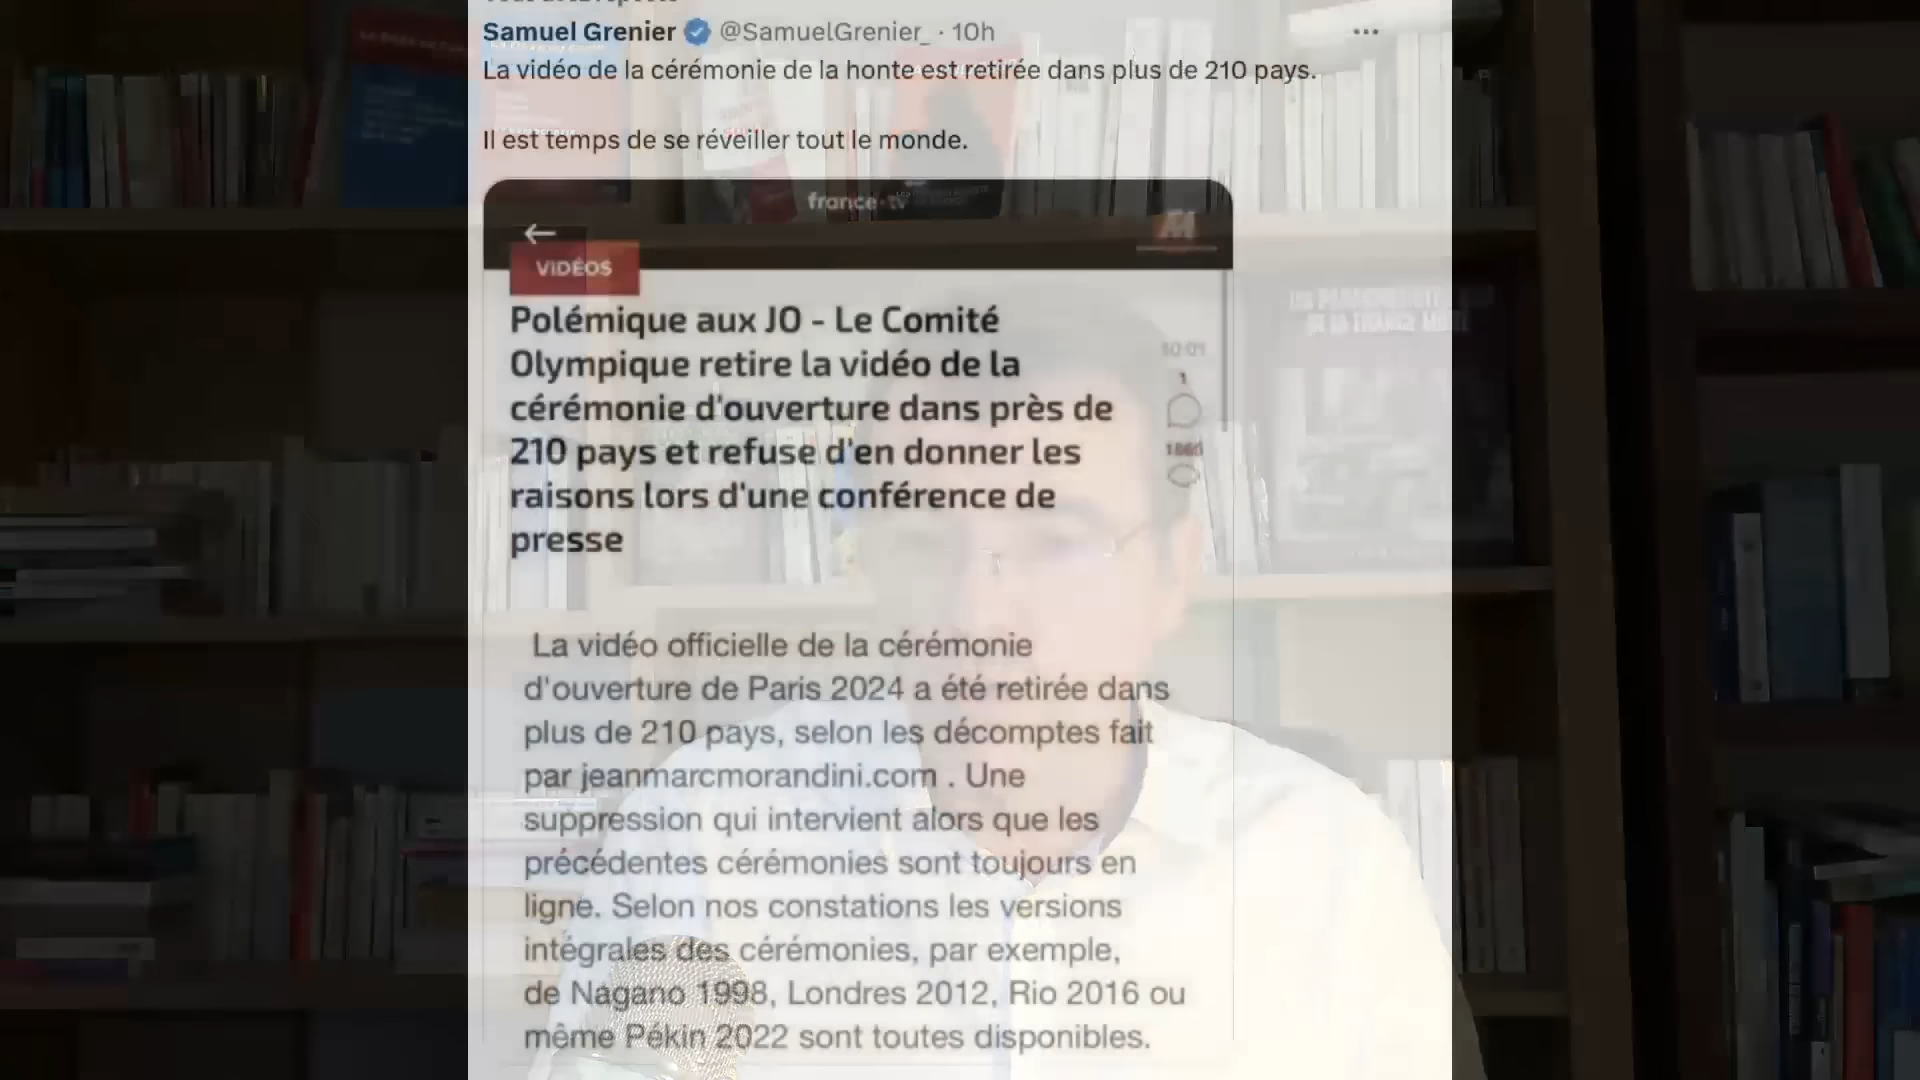 Samuel Grenier @SamuelGrenier_ · 10h
La vidéo de la cérémonie de la honte est retirée dans plus de 210 pays.
Il est temps de se réveiller tout le monde.
france•tv
VIDÉOS
Polémique aux JO - Le Comité
Olympique retire la vidéo de la
cérémonie d'ouverture dans près de
210 pays et refuse d'en donner les
raisons lors d'une conférence de
presse
10:01
1
La vidéo officielle de la cérémonie
d'ouverture de Paris 2024 a été retirée dans
plus de 210 pays, selon les décomptes fait
par jeanmarcmorandini.com . Une
suppression qui intervient alors que les
précédentes cérémonies sont toujours en
ligne. Selon nos constations les versions
intégrales des cérémonies, par exemple,
de Nagano 1998, Londres 2012, Rio 2016 ou
même Pékin 2022 sont toutes disponibles.